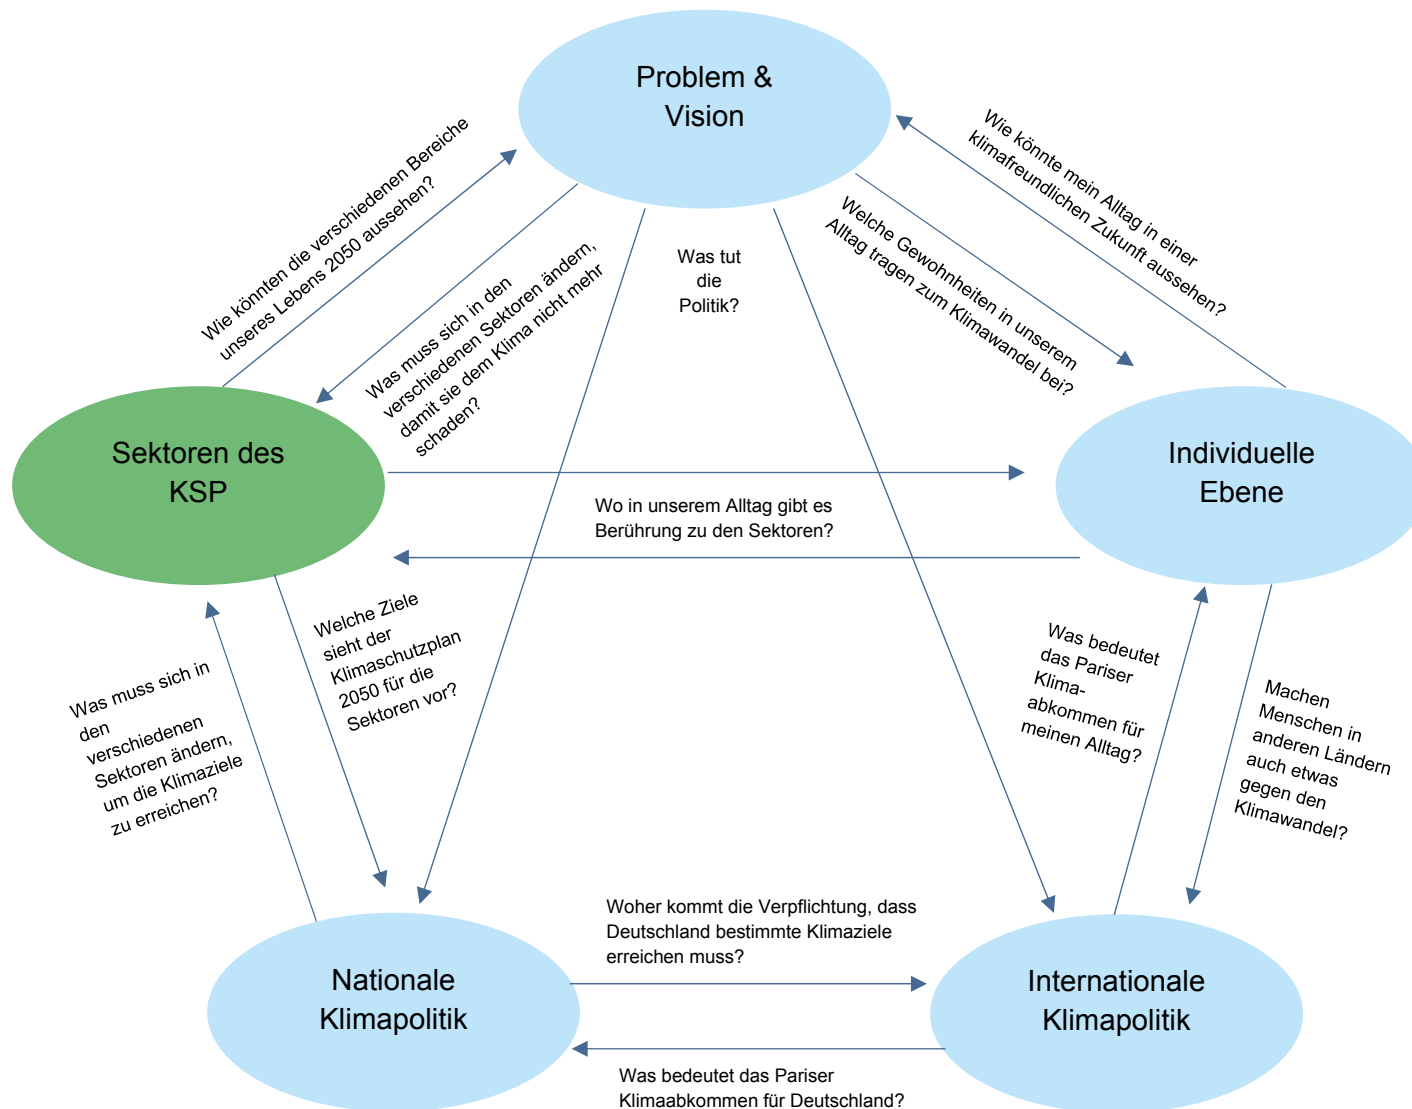 Problem &
Vision
Wie könnten die verschiedenen Bereiche
unseres Lebens 2050 aussehen?
Was muss sich in den
verschiedenen Sektoren ändern,
damit sie dem Klima nicht mehr
schaden?
Was tut
die
Politik?
Welche Gewohnheiten in unserem
Alltag tragen zum Klimawandel bei?
Wie könnte mein Alltag in einer
klimafreundlichen Zukunft aussehen?
Sektoren des
KSP
Individuelle
Ebene
Wo in unserem Alltag gibt es
Berührung zu den Sektoren?
Was muss sich in
den
verschiedenen
Sektoren ändern,
um die Klimaziele
zu erreichen?
Welche Ziele
sieht der
Klimaschutzplan
2050 für die
Sektoren vor?
Was bedeutet
das Pariser
Klima-
abkommen für
meinen Alltag?
Machen
Menschen in
anderen Ländern
auch etwas
gegen den
Klimawandel?
Woher kommt die Verpflichtung, dass
Deutschland bestimmte Klimaziele
erreichen muss?
Nationale
Klimapolitik
Internationale
Klimapolitik
Was bedeutet das Pariser
Klimaabkommen für Deutschland?